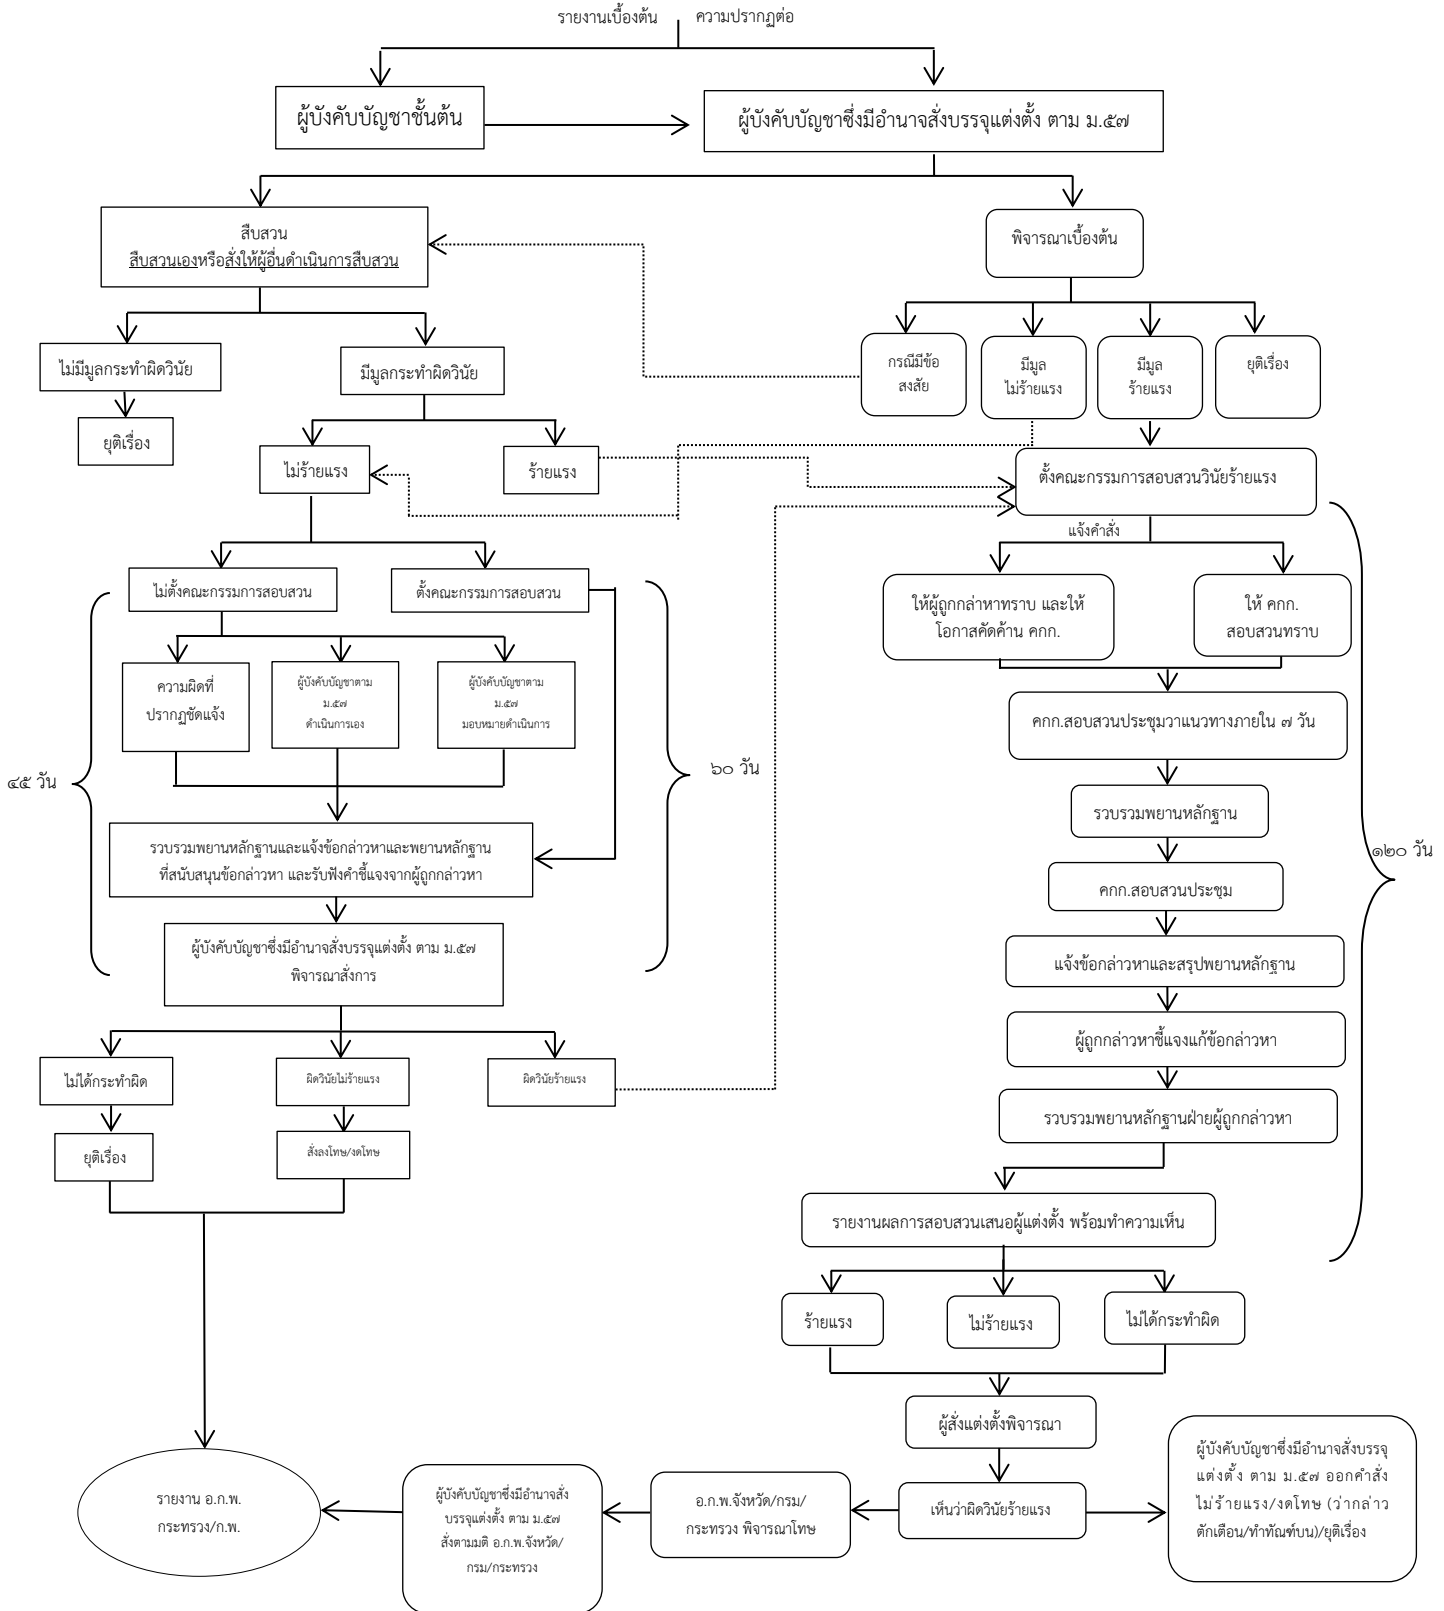 รายงานเบื้องต้น ความปรากฏต่อ
ผู้บังคับบัญชาชั้นต้น
ผู้บังคับบัญชาซึ่งมีอำนาจสั่งบรรจุแต่งตั้ง ตาม ม.๕๗
สืบสวน
สืบสวนเองหรือสั่งให้ผู้อื่นดำเนินการสืบสวน
พิจารณาเบื้องต้น
ไม่มีมูลกระทำผิดวินัย
มีมูลกระทำผิดวินัย
กรณีมีข้อ
สงสัย
มีมูล
ไม่ร้ายแรง
มีมูล
ร้ายแรง
ยุติเรื่อง
ยุติเรื่อง
ไม่ร้ายแรง
ร้ายแรง
ตั้งคณะกรรมการสอบสวนวินัยร้ายแรง
แจ้งคำสั่ง
ไม่ตั้งคณะกรรมการสอบสวน
ตั้งคณะกรรมการสอบสวน
ให้ผู้ถูกกล่าหาทราบ และให้
โอกาสคัดค้าน คกก.
ให้ คกก.
สอบสวนทราบ
ความผิดที่
ปรากฏชัดแจ้ง
ผู้บังคับบัญชาตาม
ม.๕๗
ดำเนินการเอง
ผู้บังคับบัญชาตาม
ม.๕๗
มอบหมายดำเนินการ
คกก.สอบสวนประชุมวาแนวทางภายใน ๗ วัน
๔๕ วัน
๖๐ วัน
รวบรวมพยานหลักฐาน
๑๒๐ วัน
รวบรวมพยานหลักฐานและแจ้งข้อกล่าวหาและพยานหลักฐาน
ที่สนับสนุนข้อกล่าวหา และรับฟังคำชี้แจงจากผู้ถูกกล่าวหา
คกก.สอบสวนประชุม
ผู้บังคับบัญชาซึ่งมีอำนาจสั่งบรรจุแต่งตั้ง ตาม ม.๕๗
พิจารณาสั่งการ
แจ้งข้อกล่าวหาและสรุปพยานหลักฐาน
ผู้ถูกกล่าวหาชี้แจงแก้ข้อกล่าวหา
ไม่ได้กระทำผิด
ผิดวินัยไม่ร้ายแรง
ผิดวินัยร้ายแรง
รวบรวมพยานหลักฐานฝ่ายผู้ถูกกล่าวหา
ยุติเรื่อง
สั่งลงโทษ/งดโทษ
รายงานผลการสอบสวนเสนอผู้แต่งตั้ง พร้อมทำความเห็น
ร้ายแรง
ไม่ร้ายแรง
ไม่ได้กระทำผิด
ผู้สั่งแต่งตั้งพิจารณา
รายงาน อ.ก.พ.
กระทรวง/ก.พ.
ผู้บังคับบัญชาซึ่งมีอำนาจสั่ง
บรรจุแต่งตั้ง ตาม ม.๕๗
สั่งตามมติ อ.ก.พ.จังหวัด/
กรม/กระทรวง
อ.ก.พ.จังหวัด/กรม/
กระทรวง พิจารณาโทษ
เห็นว่าผิดวินัยร้ายแรง
ผู้บังคับบัญชาซึ่งมีอำนาจสั่งบรรจุ
แต่งตั้ง ตาม ม.๕๗ ออกคำสั่ง
ไม่ร้ายแรง/งดโทษ (ว่ากล่าว
ตักเตือน/ทำทัณฑ์บน)/ยุติเรื่อง